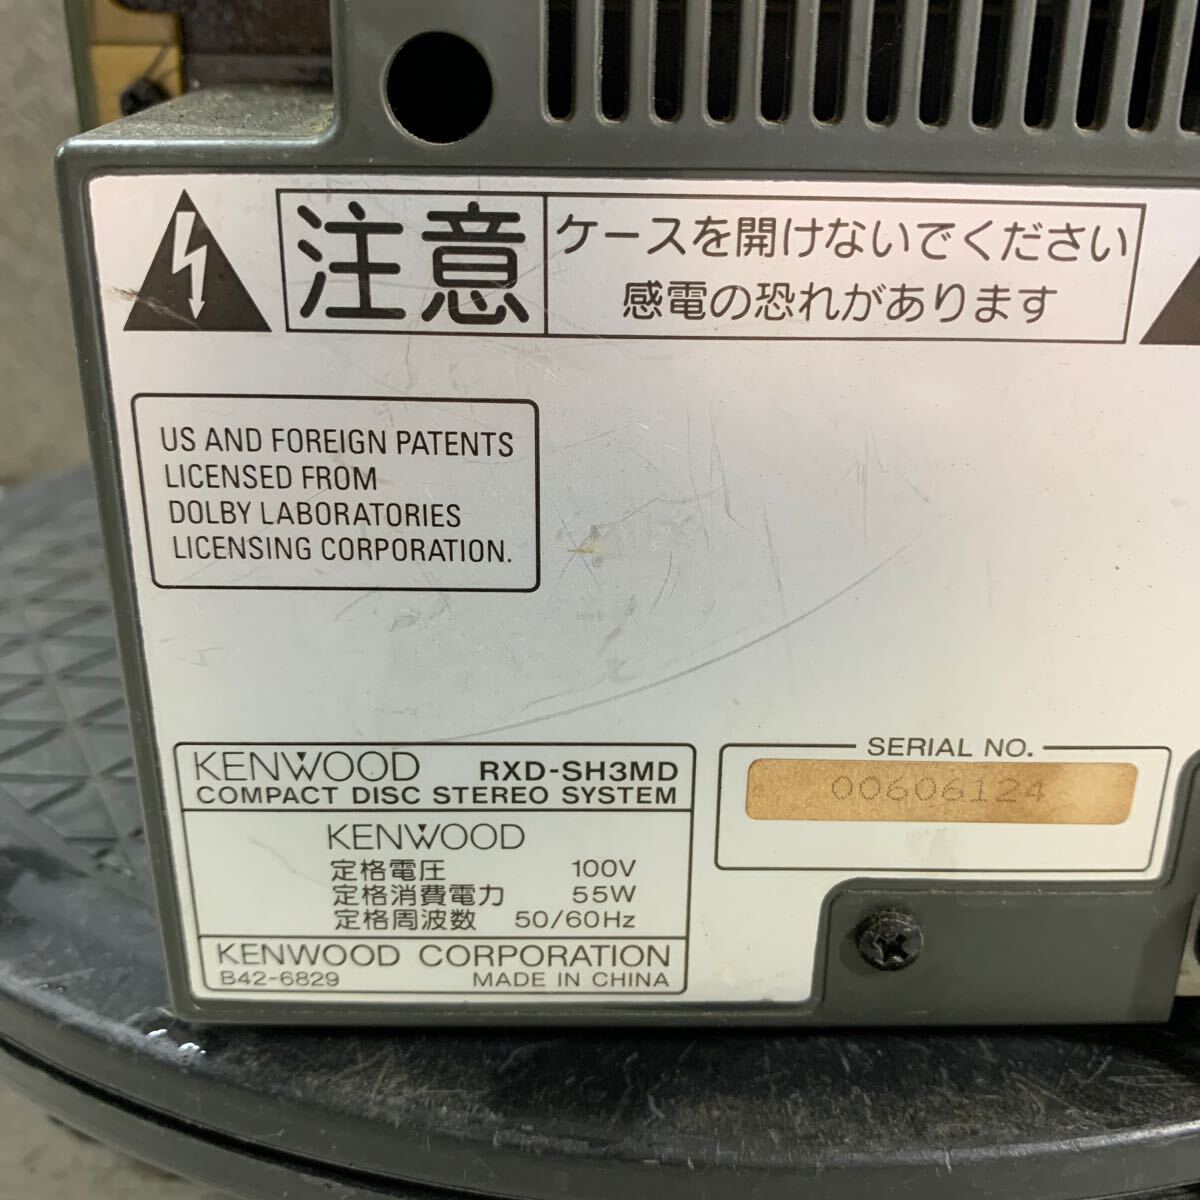 注意
ケースを開けないでください
感電の恐れがあります
US AND FOREIGN PATENTS
LICENSED FROM
DOLBY LABORATORIES
LICENSING CORPORATION.
KENWOOD RXD-SH3MD
COMPACT DISC STEREO SYSTEM
KENWOOD
定格電圧 100V
定格消費電力 55W
定格周波数 50/60Hz
KENWOOD CORPORATION
B42-6829 MADE IN CHINA
SERIAL NO.
00606124